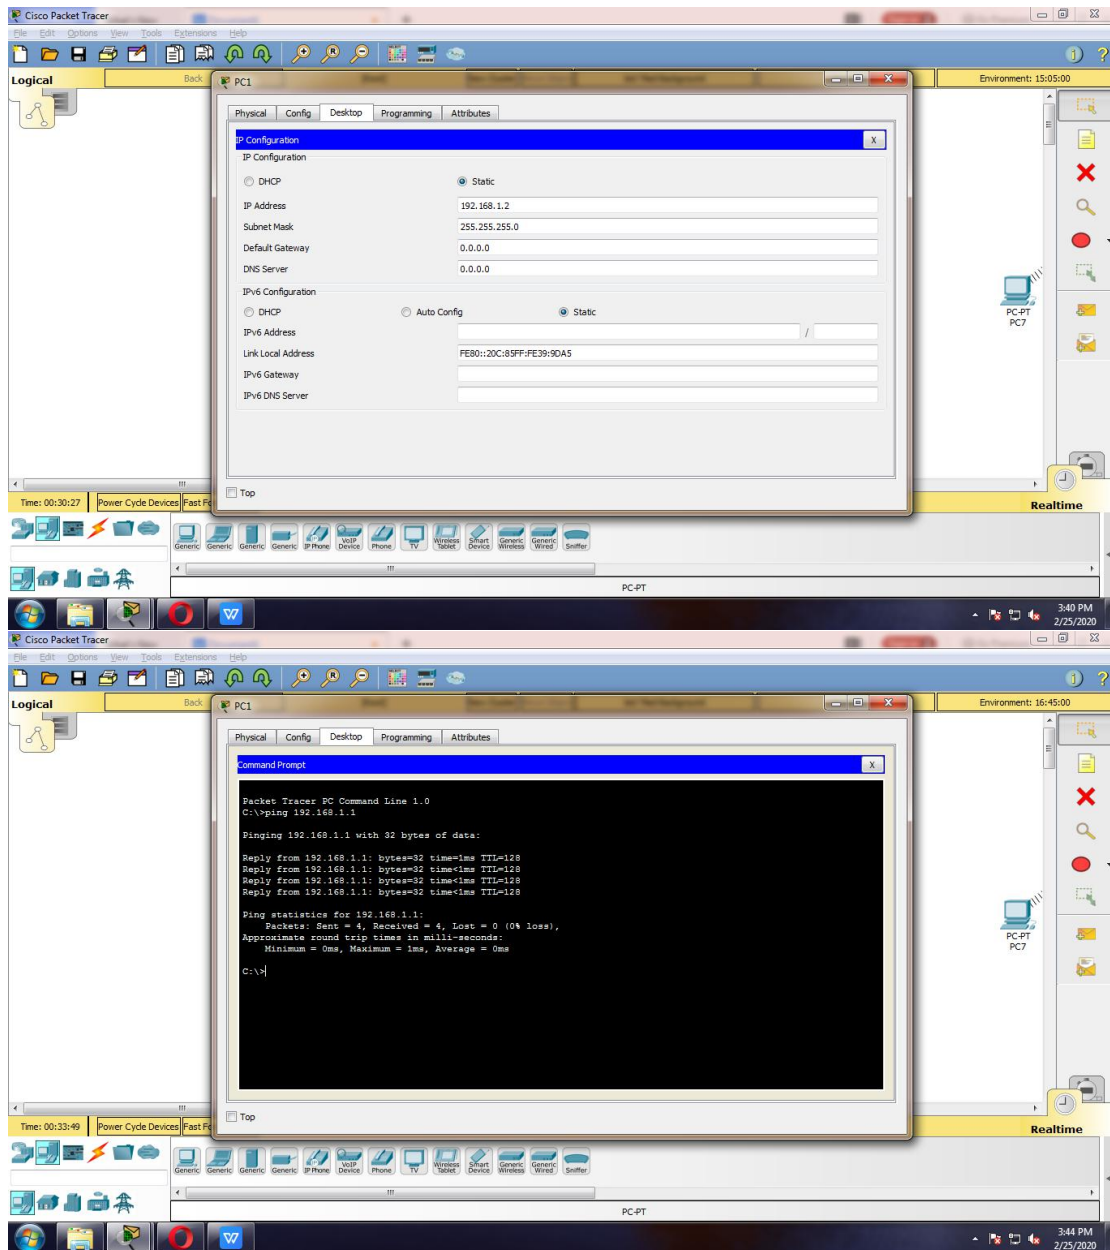 Cisco Packet Tracer
File Edit Options View Tools Extensions Help
Logical
Back
Environment: 15:05:00
PC1
Physical Config Desktop Programming Attributes
IP Configuration X
IP Configuration
DHCP Static
IP Address 192.168.1.2
Subnet Mask 255.255.255.0
Default Gateway 0.0.0.0
DNS Server 0.0.0.0
IPv6 Configuration
DHCP Auto Config Static
IPv6 Address /
Link Local Address FE80::20C:85FF:FE39:9DA5
IPv6 Gateway
IPv6 DNS Server
Top
PC-PT
PC7
Time: 00:30:27 Power Cycle Devices Fast Fo
Realtime
Generic Generic Generic Generic IP Phone VoIP Device Phone TV Wireless Tablet Smart Device Generic Wireless Generic Wired Sniffer
PC-PT
3:40 PM
2/25/2020
Cisco Packet Tracer
File Edit Options View Tools Extensions Help
Logical
Back
Environment: 16:45:00
PC1
Physical Config Desktop Programming Attributes
Command Prompt X
Packet Tracer PC Command Line 1.0
C:\>ping 192.168.1.1
Pinging 192.168.1.1 with 32 bytes of data:
Reply from 192.168.1.1: bytes=32 time=1ms TTL=128
Reply from 192.168.1.1: bytes=32 time<1ms TTL=128
Reply from 192.168.1.1: bytes=32 time<1ms TTL=128
Reply from 192.168.1.1: bytes=32 time<1ms TTL=128
Ping statistics for 192.168.1.1:
Packets: Sent = 4, Received = 4, Lost = 0 (0% loss),
Approximate round trip times in milli-seconds:
Minimum = 0ms, Maximum = 1ms, Average = 0ms
C:\>
Top
PC-PT
PC7
Time: 00:33:49 Power Cycle Devices Fast Fo
Realtime
Generic Generic Generic Generic IP Phone VoIP Device Phone TV Wireless Tablet Smart Device Generic Wireless Generic Wired Sniffer
PC-PT
3:44 PM
2/25/2020